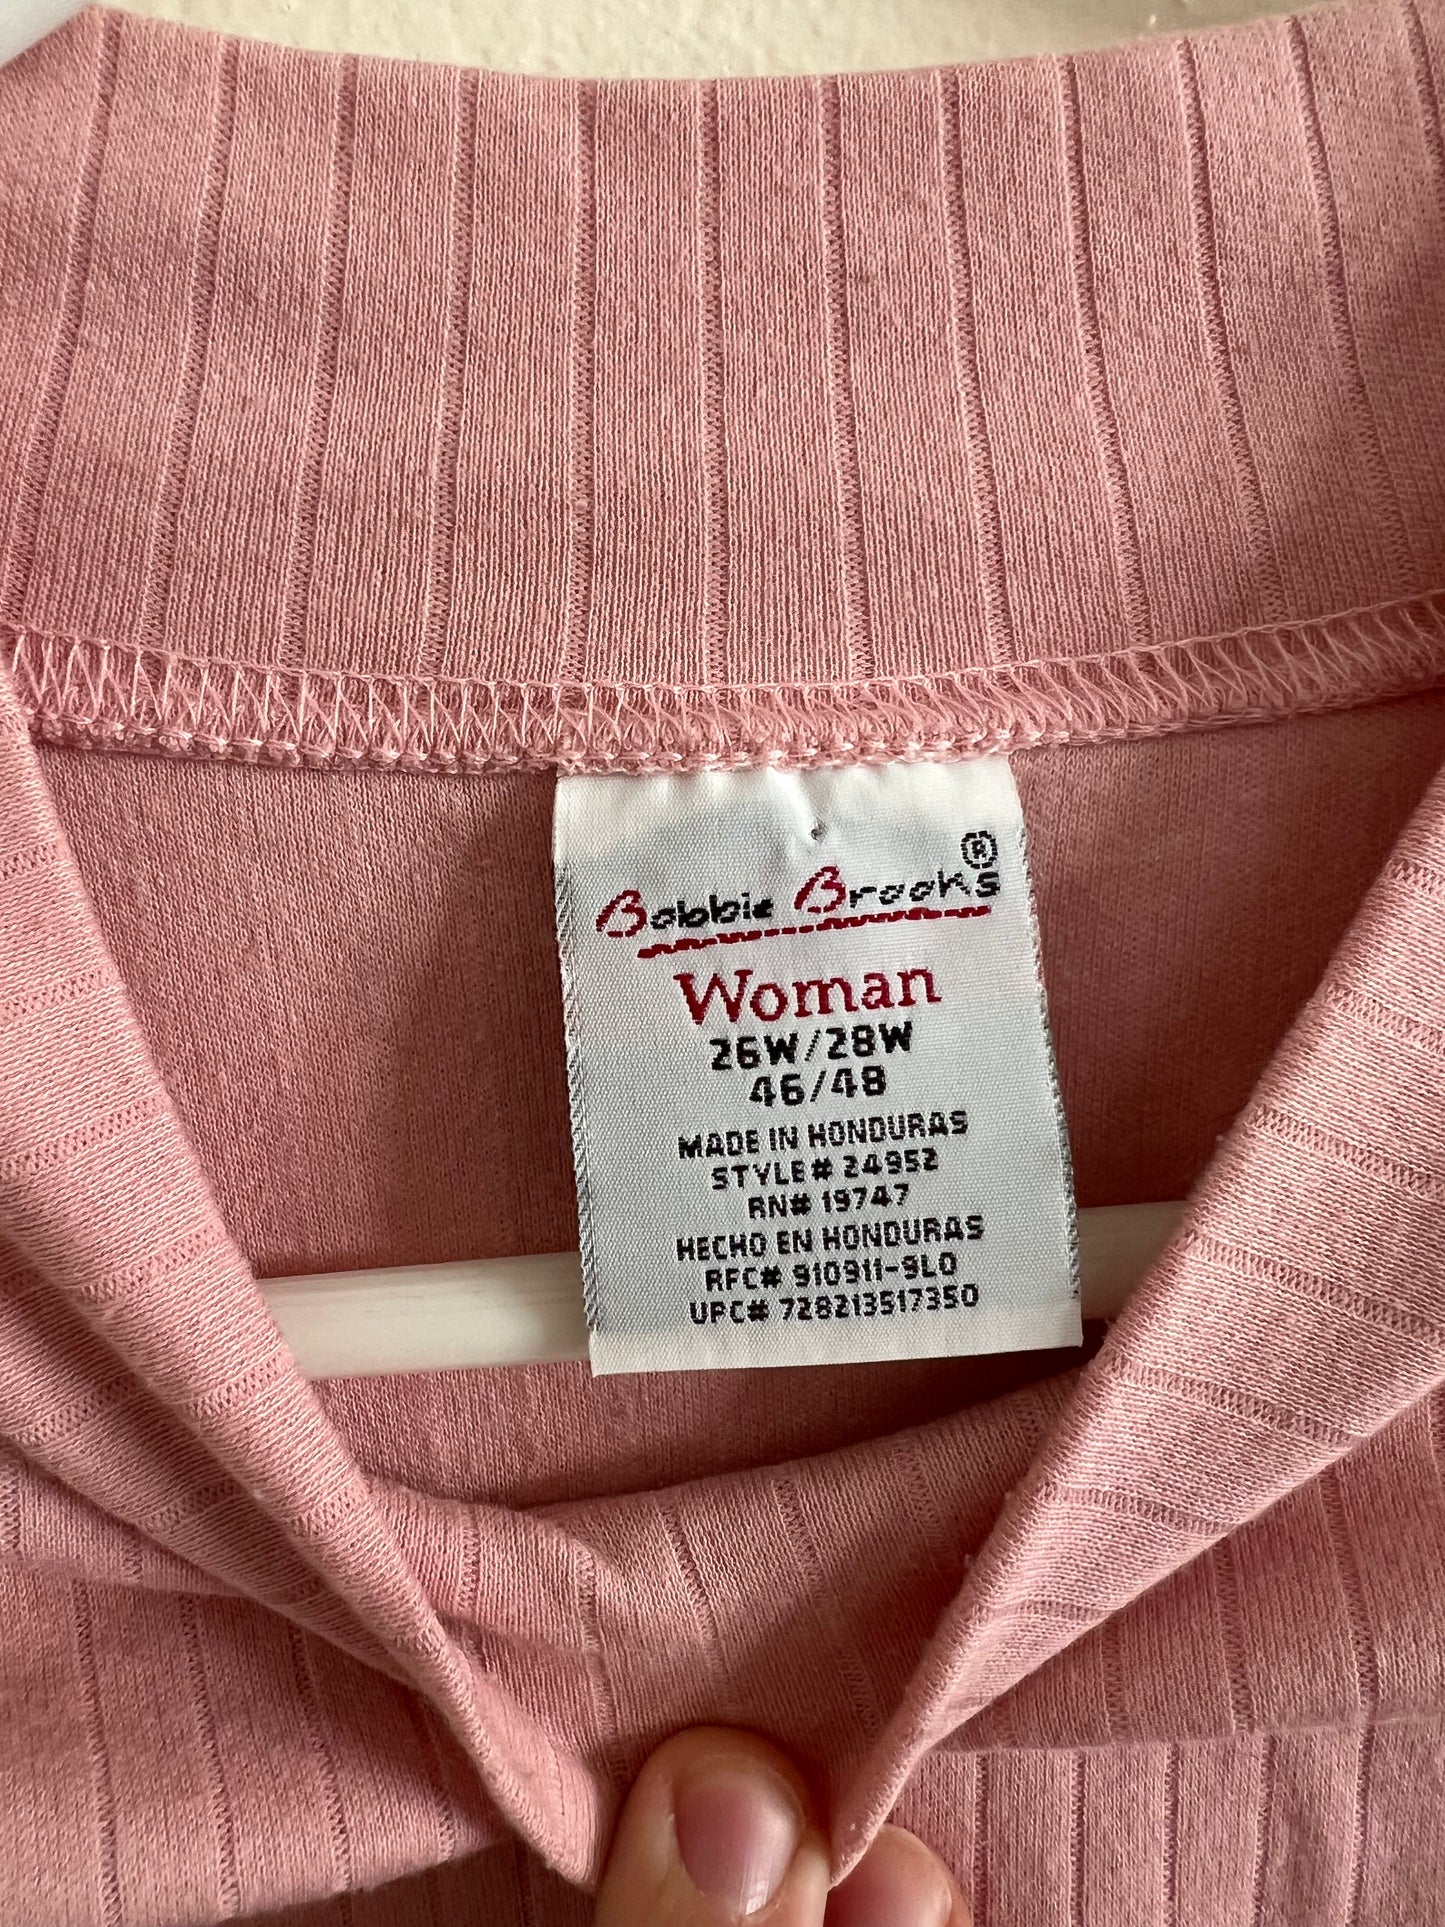 Bobbie Brooks®
Woman
26W/28W
46/48
MADE IN HONDURAS
STYLE# 24952
RN# 19747
HECHO EN HONDURAS
RFC# 910911-9L0
UPC# 728213517350